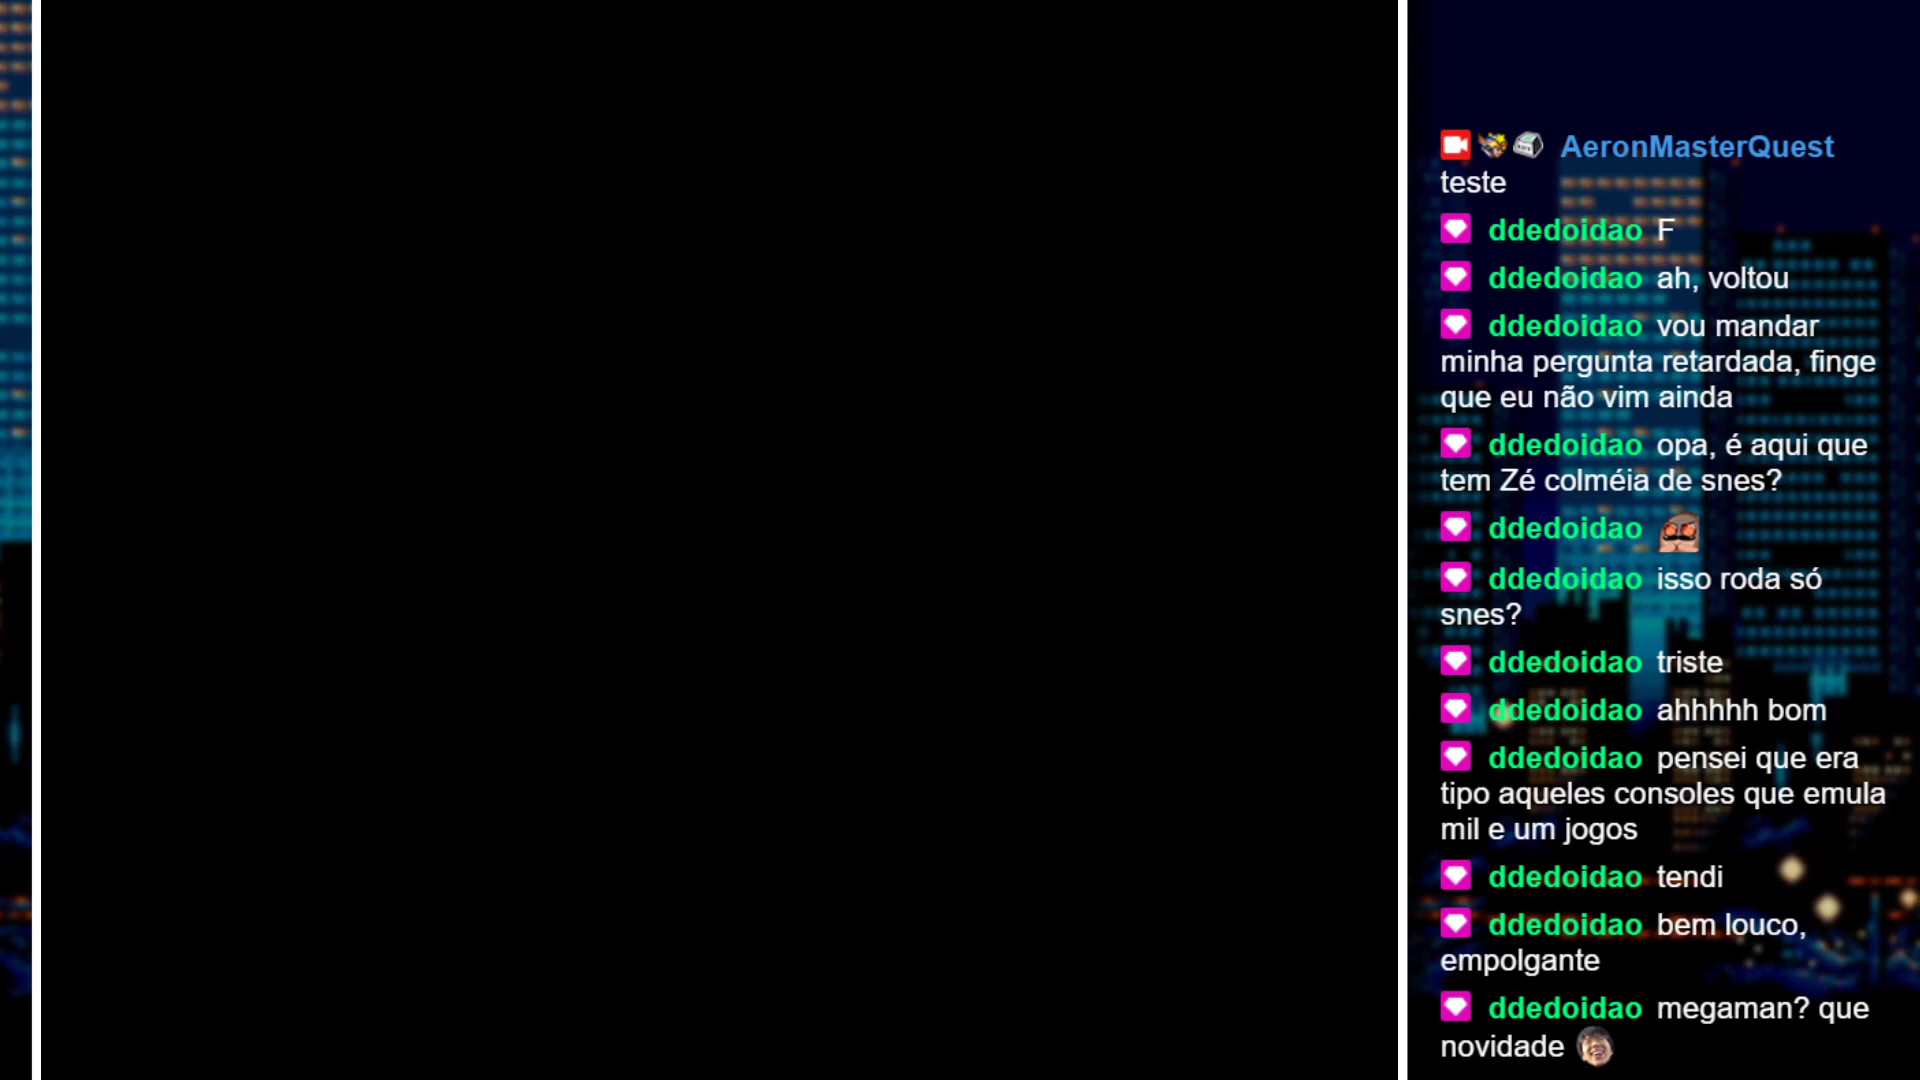 AeronMasterQuest
teste
ddedoidao F
ddedoidao ah, voltou
ddedoidao vou mandar
minha pergunta retardada, finge
que eu não vim ainda
ddedoidao opa, é aqui que
tem Zé colméia de snes?
ddedoidao
ddedoidao isso roda só
snes?
ddedoidao triste
ddedoidao ahhhhh bom
ddedoidao pensei que era
tipo aqueles consoles que emula
mil e um jogos
ddedoidao tendi
ddedoidao bem louco,
empolgante
ddedoidao megaman? que
novidade